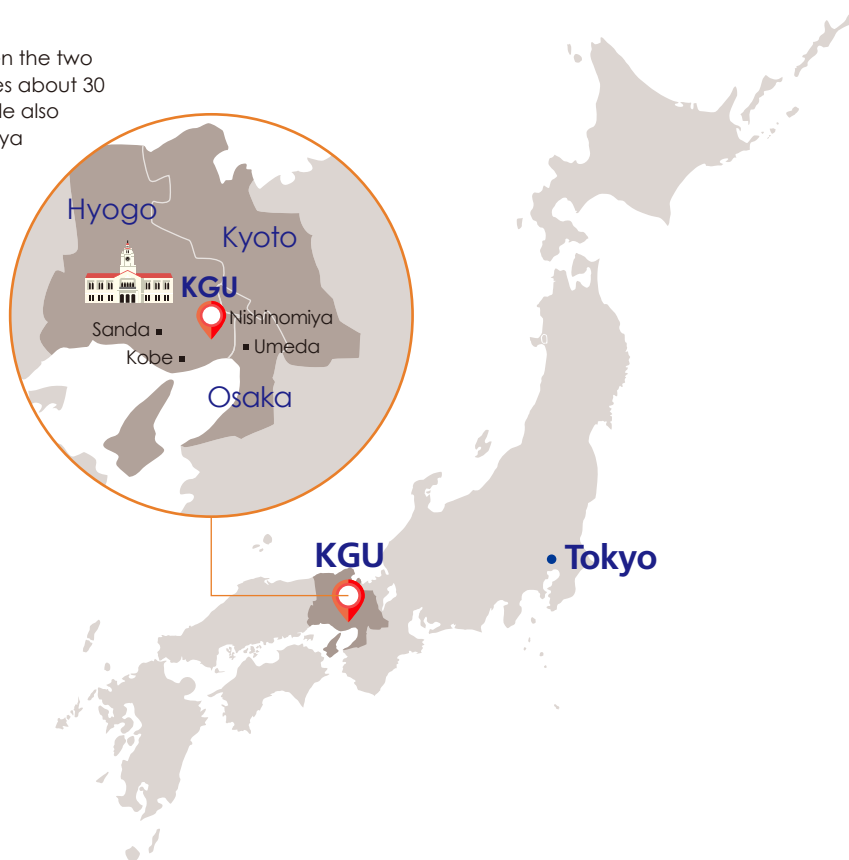 n the two
es about 30
le also
ya
Hyogo
Kyoto
KGU
Nishinomiya
Sanda
Umeda
Kobe
Osaka
KGU
Tokyo